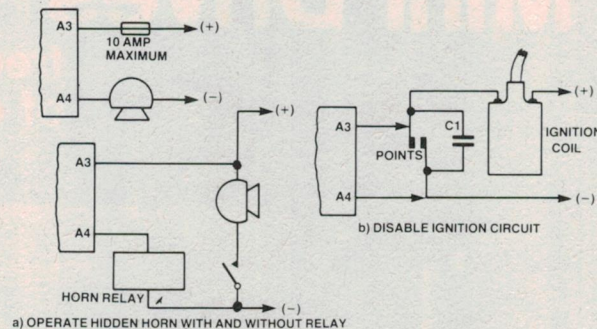 A3
(+)
10 AMP
MAXIMUM
A4
(-)
(+)
A3
A4
HORN RELAY
(-)
a) OPERATE HIDDEN HORN WITH AND WITHOUT RELAY
(+)
A3
C1
IGNITION
COIL
POINTS
A4
(-)
b) DISABLE IGNITION CIRCUIT